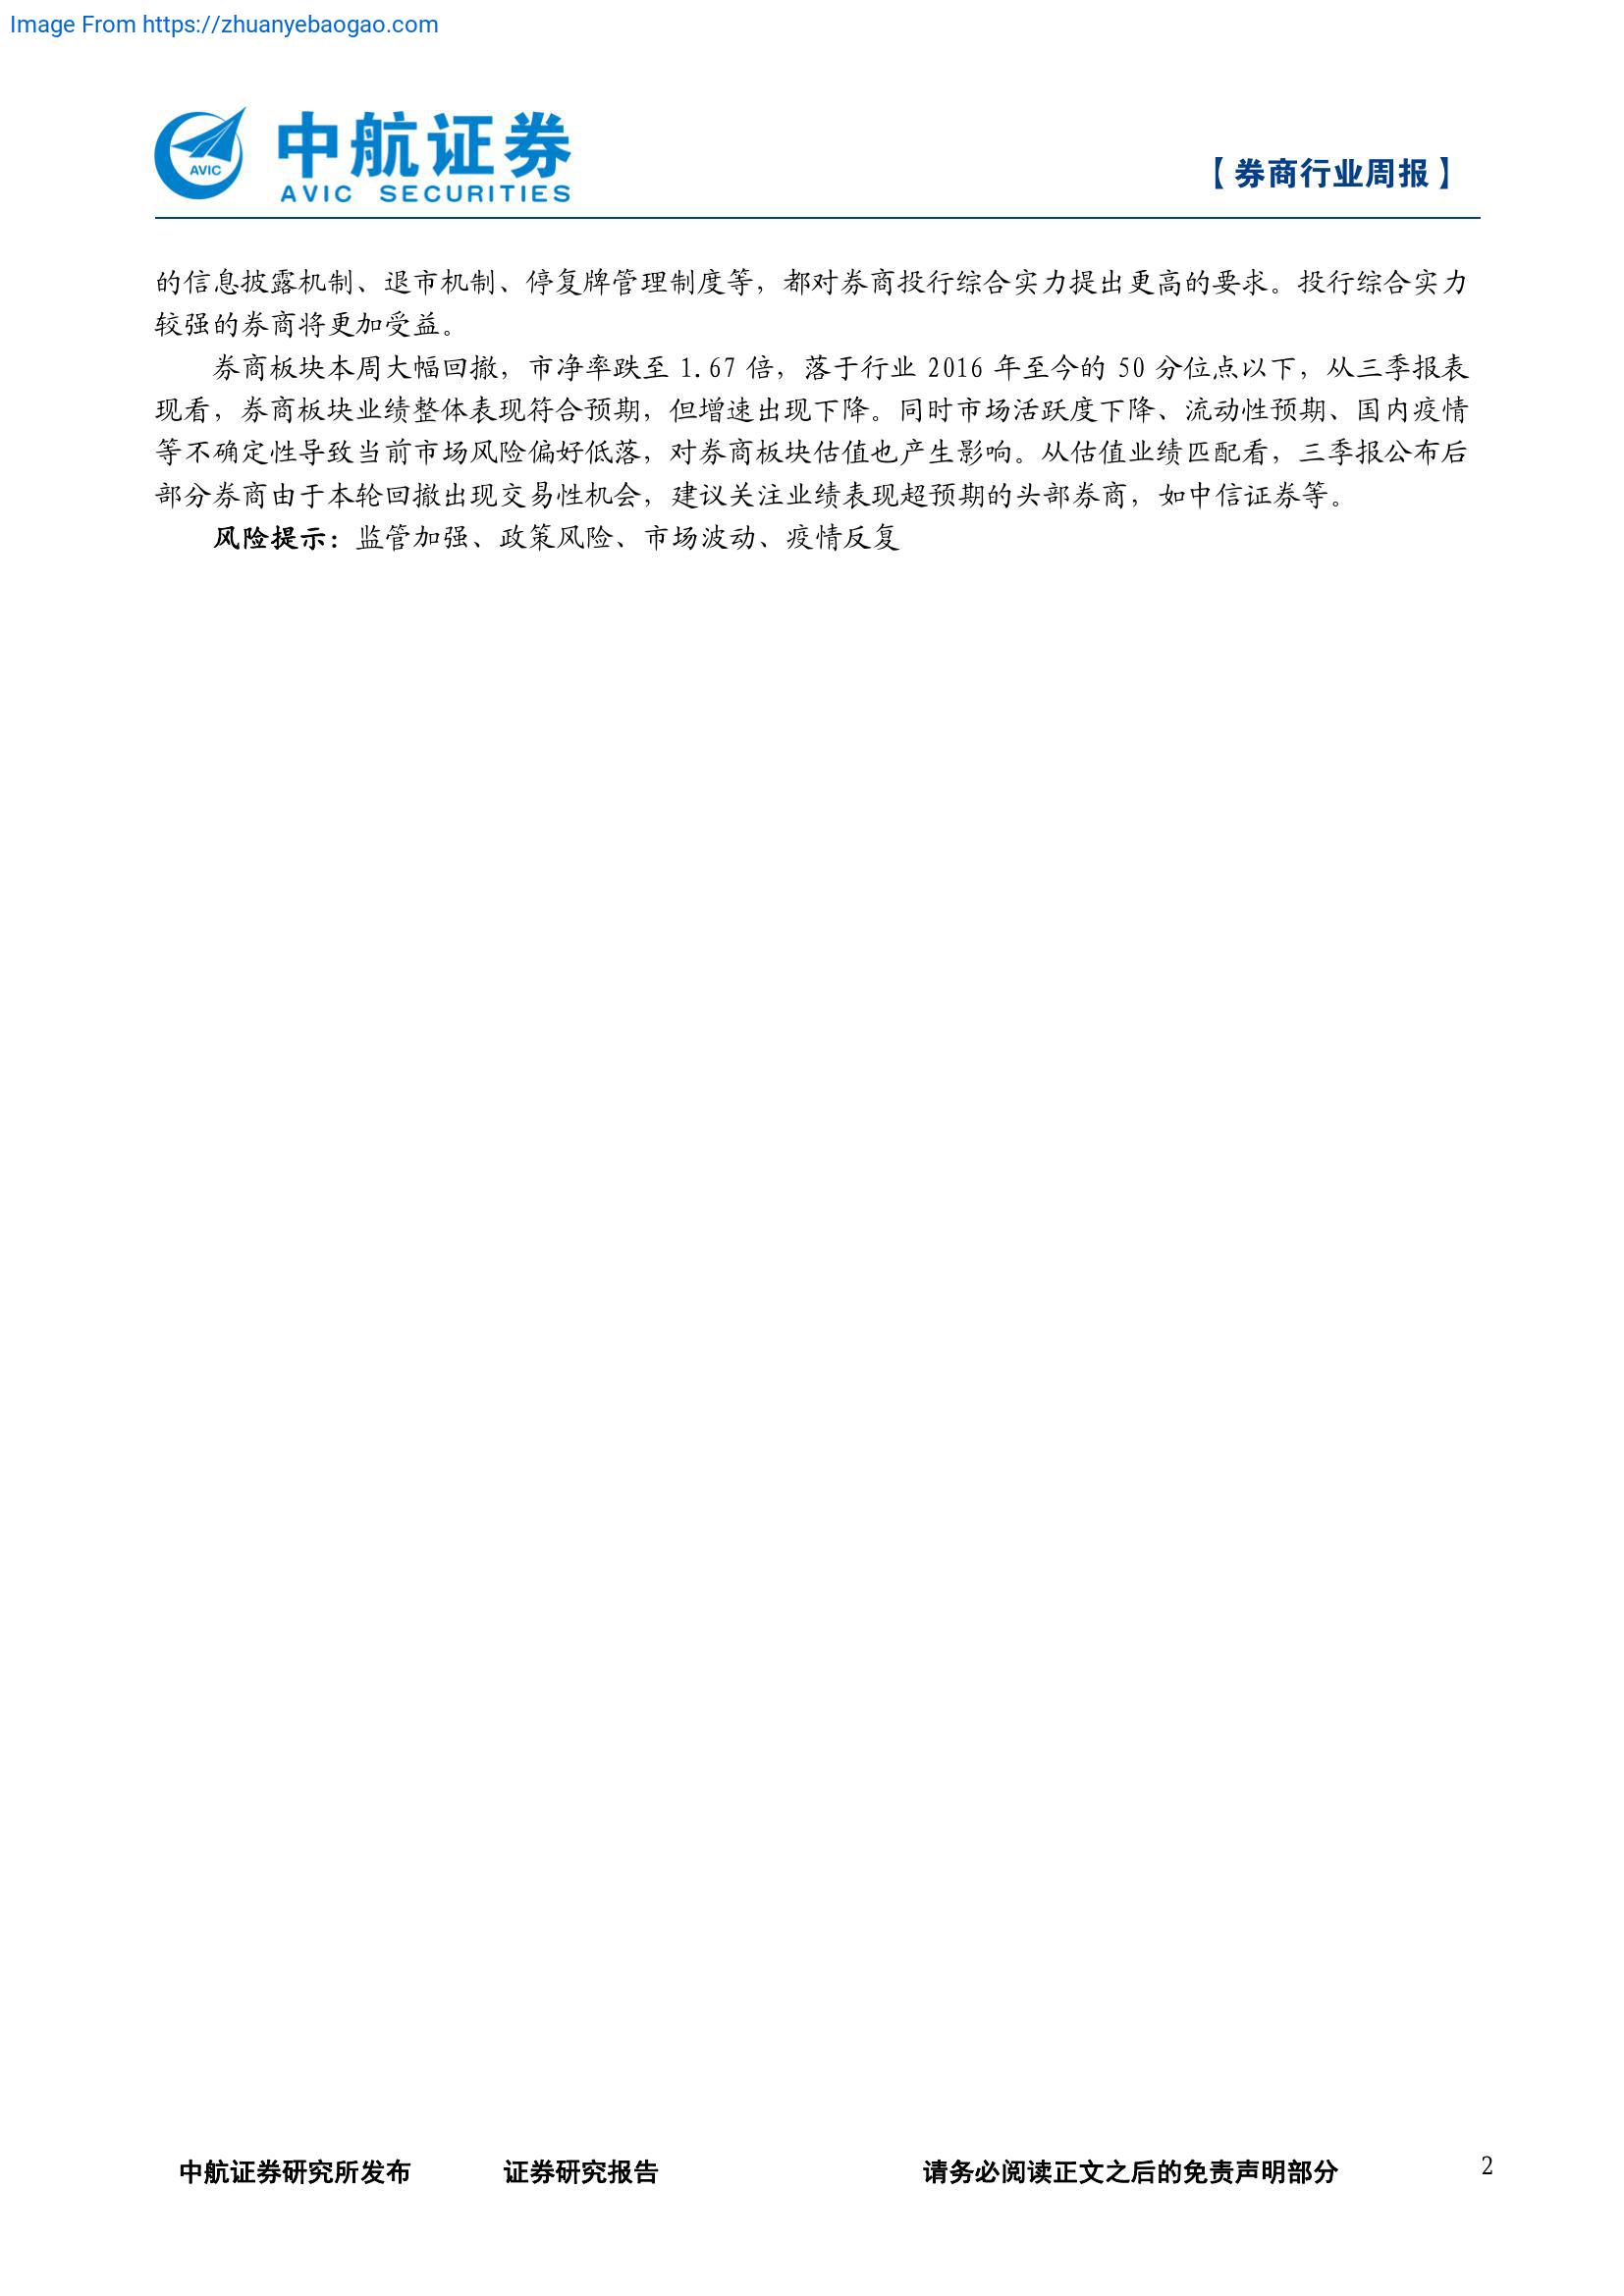 Image From https://zhuanyebaogao.com
AVIC
中航证券
AVIC SECURITIES
【券商行业周报】
的信息披露机制、退市机制、停复牌管理制度等，都对券商投行综合实力提出更高的要求。投行综合实力
较强的券商将更加受益。
券商板块本周大幅回撤，市净率跌至 1.67 倍，落于行业 2016 年至今的 50 分位点以下，从三季报表
现看，券商板块业绩整体表现符合预期，但增速出现下降。同时市场活跃度下降、流动性预期、国内疫情
等不确定性导致当前市场风险偏好低落，对券商板块估值也产生影响。从估值业绩匹配看，三季报公布后
部分券商由于本轮回撤出现交易性机会，建议关注业绩表现超预期的头部券商，如中信证券等。
风险提示：监管加强、政策风险、市场波动、疫情反复
中航证券研究所发布 证券研究报告 请务必阅读正文之后的免责声明部分 2